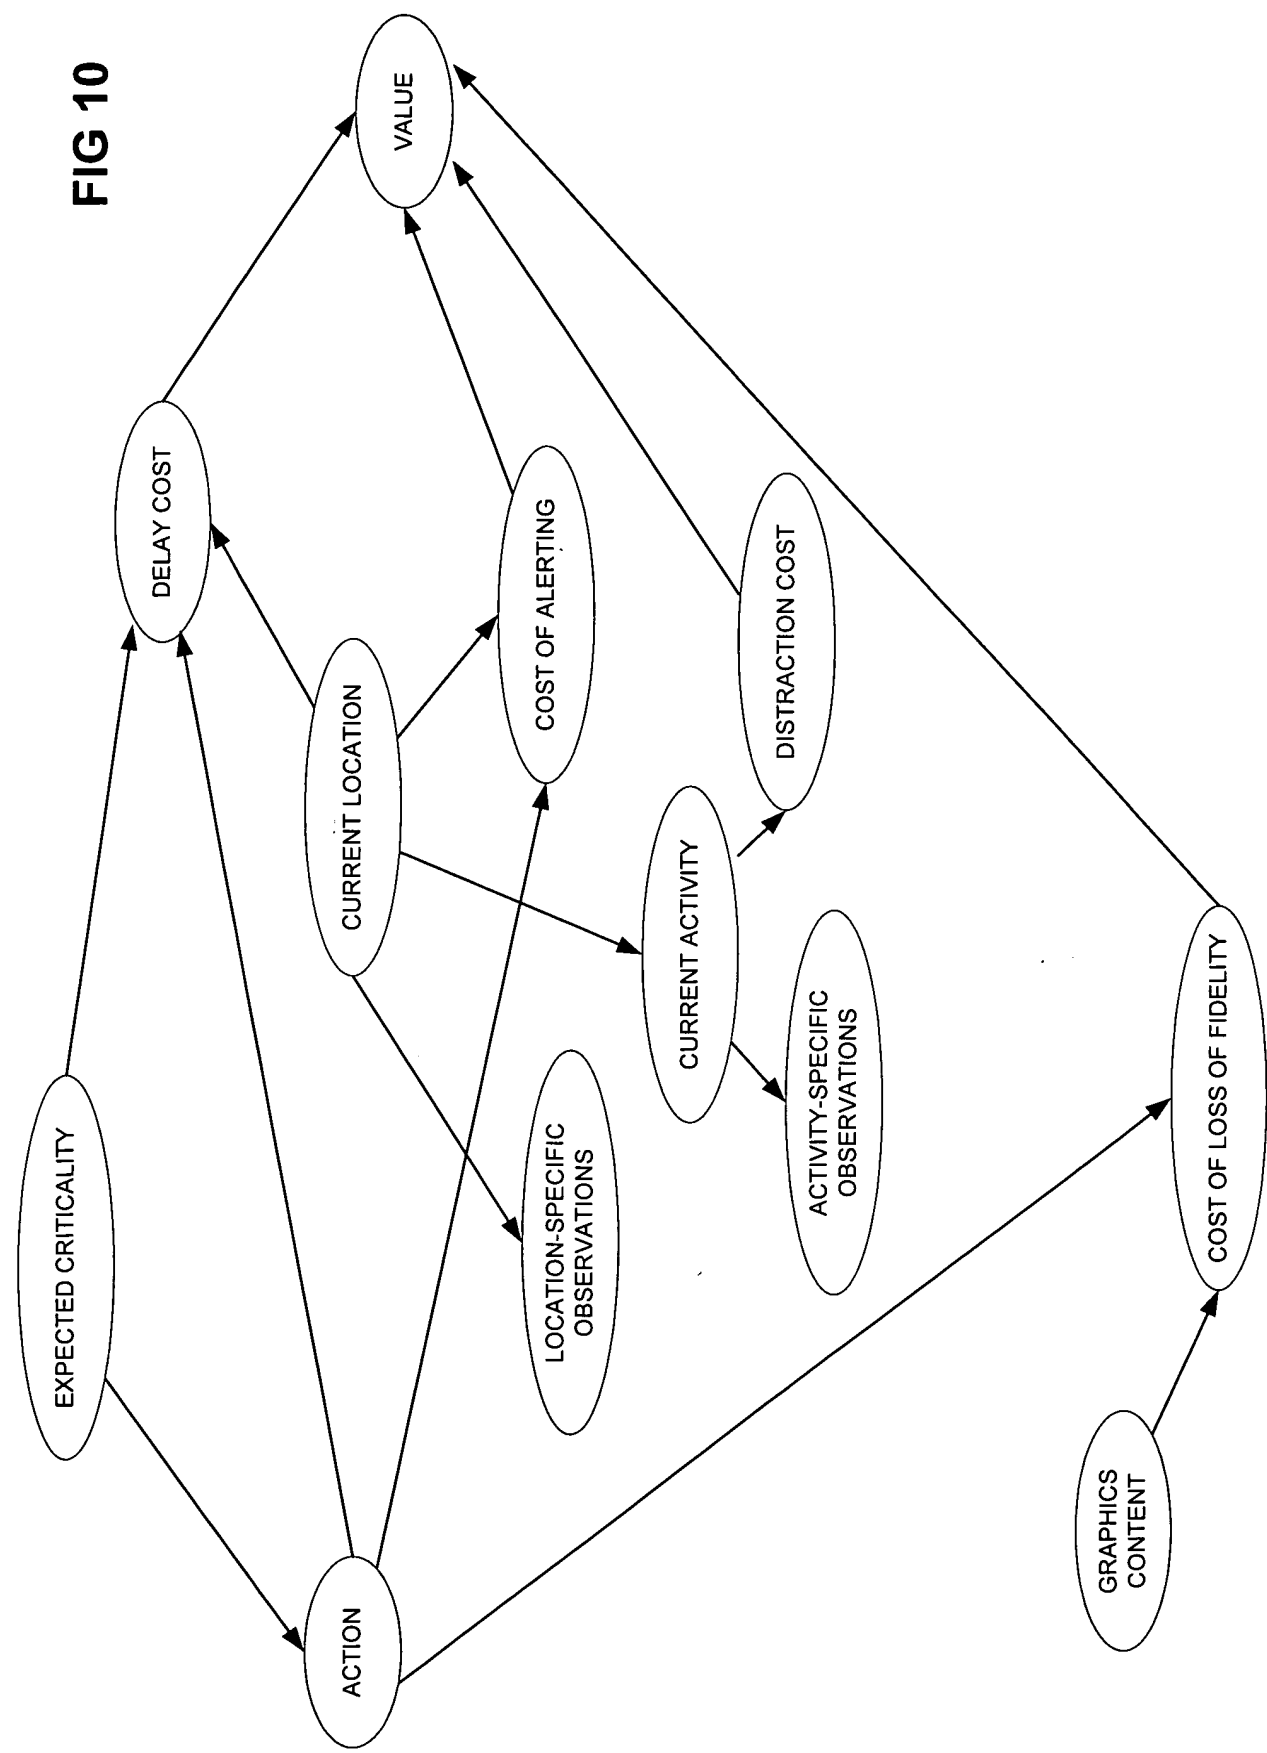 FIG 10
EXPECTED CRITICALITY
DELAY COST
ACTION
CURRENT LOCATION
VALUE
LOCATION-SPECIFIC
OBSERVATIONS
COST OF ALERTING
CURRENT ACTIVITY
ACTIVITY-SPECIFIC
OBSERVATIONS
DISTRACTION COST
GRAPHICS
CONTENT
COST OF LOSS OF FIDELITY